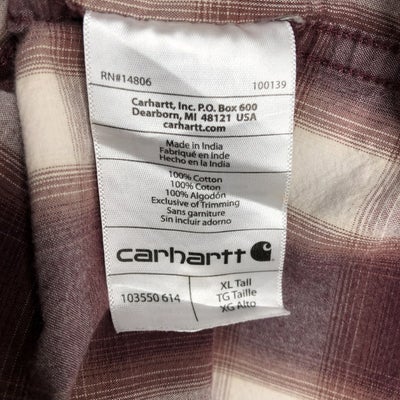 RN#14806 100139
Carhartt, Inc. P.O. Box 600
Dearborn, MI 48121 USA
carhartt.com
Made in India
Fabriqué en inde
Hecho en la India
100% Cotton
100% Coton
100% Algodón
Exclusive of Trimming
Sans garniture
Sin incluir adorno
carhartt
103550 614
XL Tall
TG Taille
XG Alto